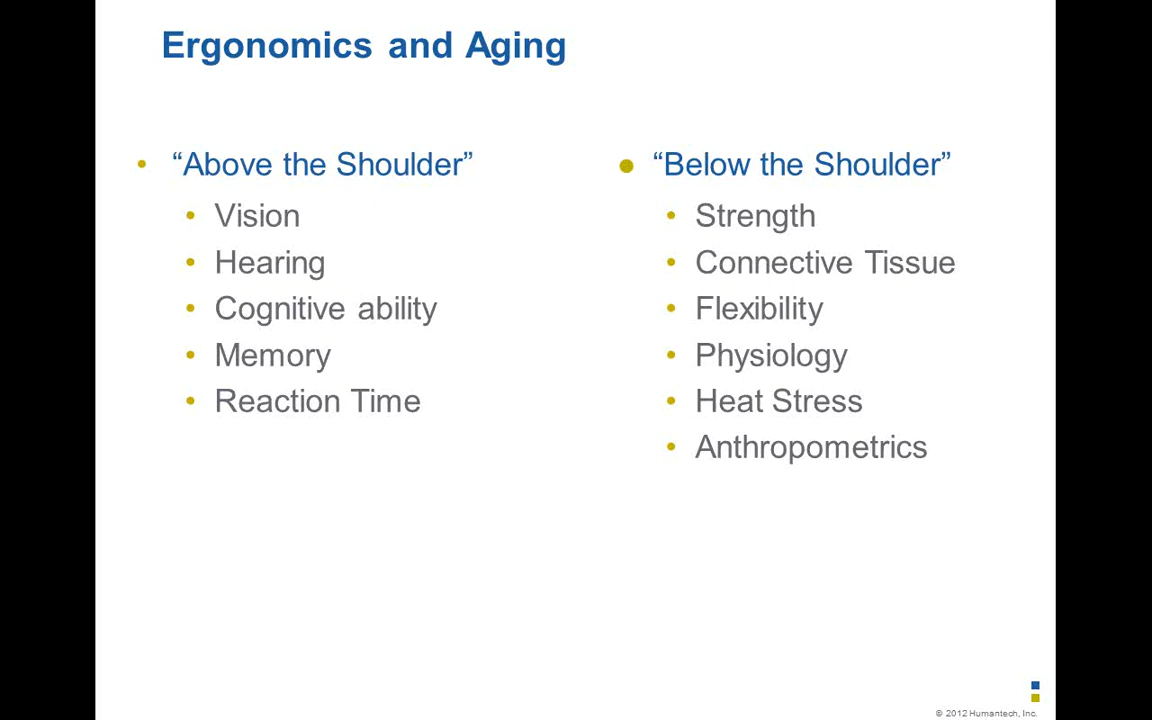 Ergonomics and Aging
• “Above the Shoulder”
• Vision
• Hearing
• Cognitive ability
• Memory
• Reaction Time
● “Below the Shoulder”
• Strength
• Connective Tissue
• Flexibility
• Physiology
• Heat Stress
• Anthropometrics
© 2012 Humantech, Inc.